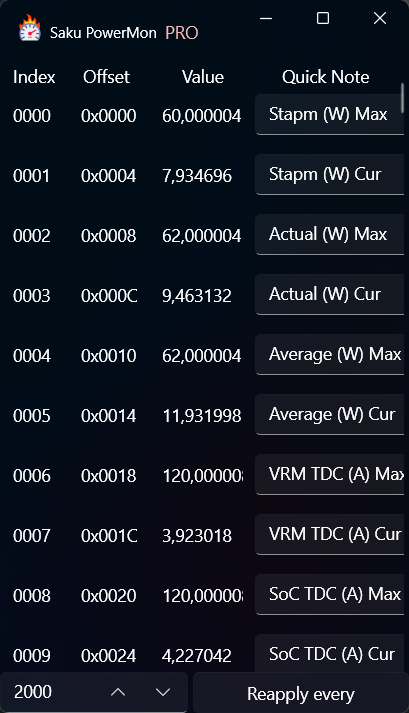 Saku PowerMon PRO
Index Offset Value Quick Note
0000 0x0000 60,000004 Stapm (W) Max
0001 0x0004 7,934696 Stapm (W) Cur
0002 0x0008 62,000004 Actual (W) Max
0003 0x000C 9,463132 Actual (W) Cur
0004 0x0010 62,000004 Average (W) Max
0005 0x0014 11,931998 Average (W) Cur
0006 0x0018 120,000008 VRM TDC (A) Max
0007 0x001C 3,923018 VRM TDC (A) Cur
0008 0x0020 120,000008 SoC TDC (A) Max
0009 0x0024 4,227042 SoC TDC (A) Cur
2000 Reapply every